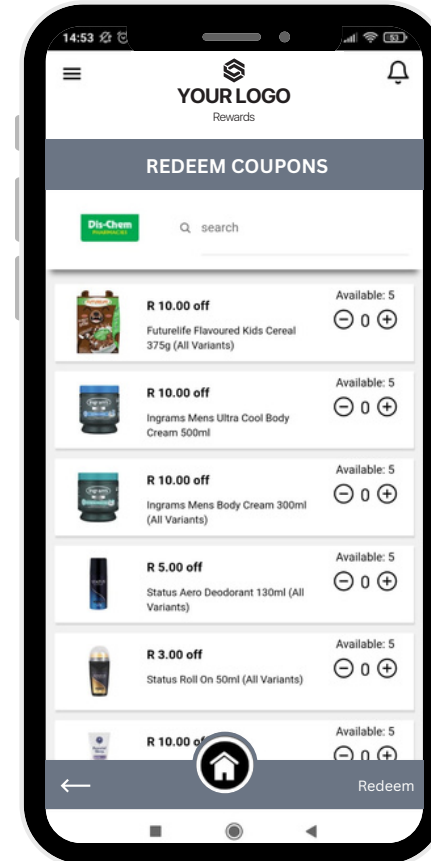 14:53
53
YOUR LOGO
Rewards
REDEEM COUPONS
Dis-Chem
PHARMACIES
search
R 10.00 off
Available: 5
Futurelife Flavoured Kids Cereal
375g (All Variants)
0
R 10.00 off
Available: 5
Ingrams Mens Ultra Cool Body
Cream 500ml
0
R 10.00 off
Available: 5
Ingrams Mens Body Cream 300ml
(All Variants)
0
R 5.00 off
Available: 5
Status Aero Deodorant 130ml (All
Variants)
0
R 3.00 off
Available: 5
Status Roll On 50ml (All Variants)
0
R 10.00 of
Available: 5
0
Redeem